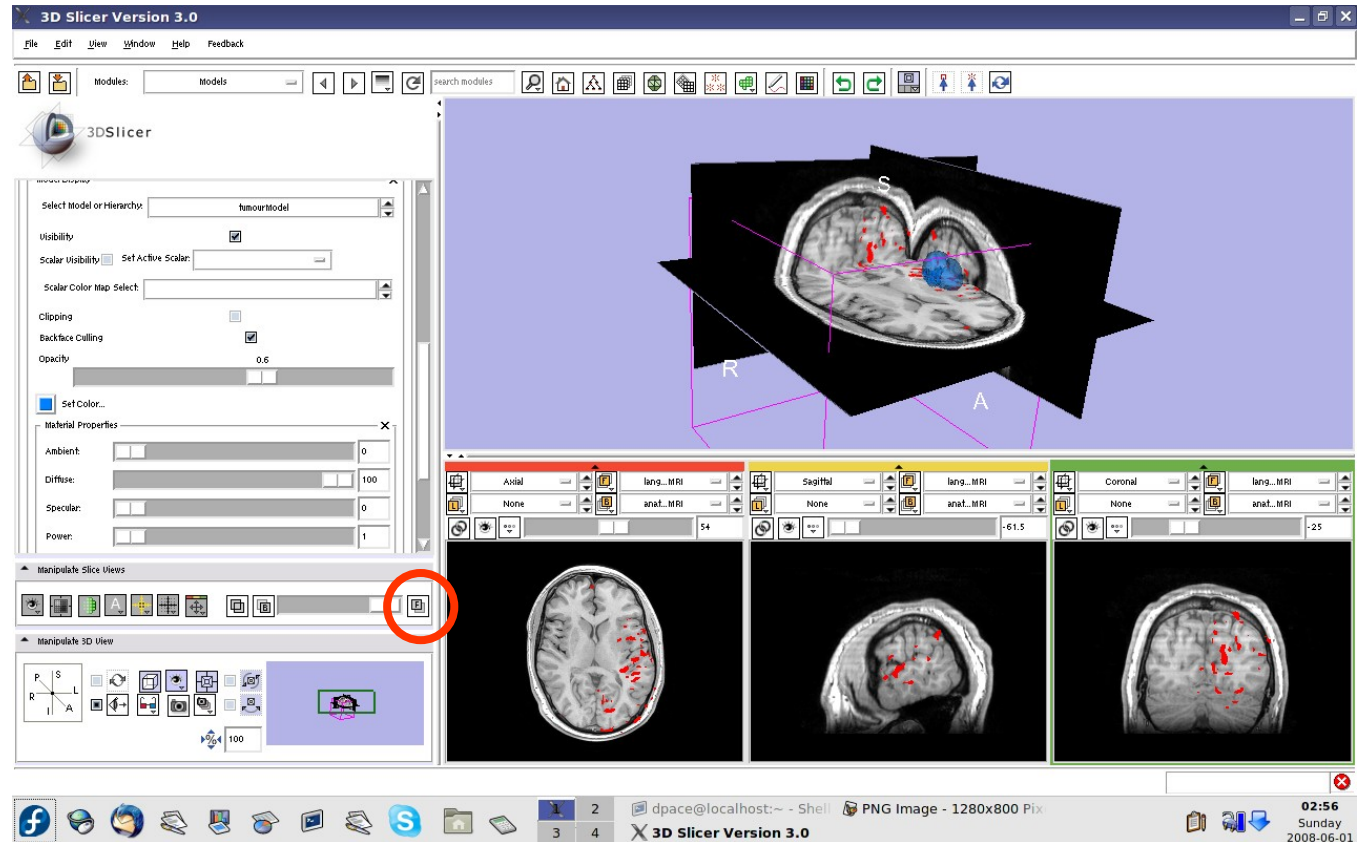 3D Slicer Version 3.0
File Edit View Window Help Feedback
Modules: Models search modules
3DSlicer
Model Display
Select Model or Hierarchy: tumourModel
Visibility
Scalar Visibility Set Active Scalar:
Scalar Color Map Select:
Clipping
Backface Culling
Opacity 0.6
Set Color...
Material Properties
Ambient: 0
Diffuse: 100
Specular: 0
Power: 1
Manipulate Slice Views
A B F
Manipulate 3D View
P S
R L
I A
% 100
S
R
A
Axial F lang...MRI
L None B anat...MRI
54
Sagittal F lang...MRI
L None B anat...MRI
-61.5
Coronal F lang...MRI
L None B anat...MRI
-25
1 2
3 4
dpace@localhost:~ - Shell
PNG Image - 1280x800 Pix
3D Slicer Version 3.0
02:56
Sunday
2008-06-01